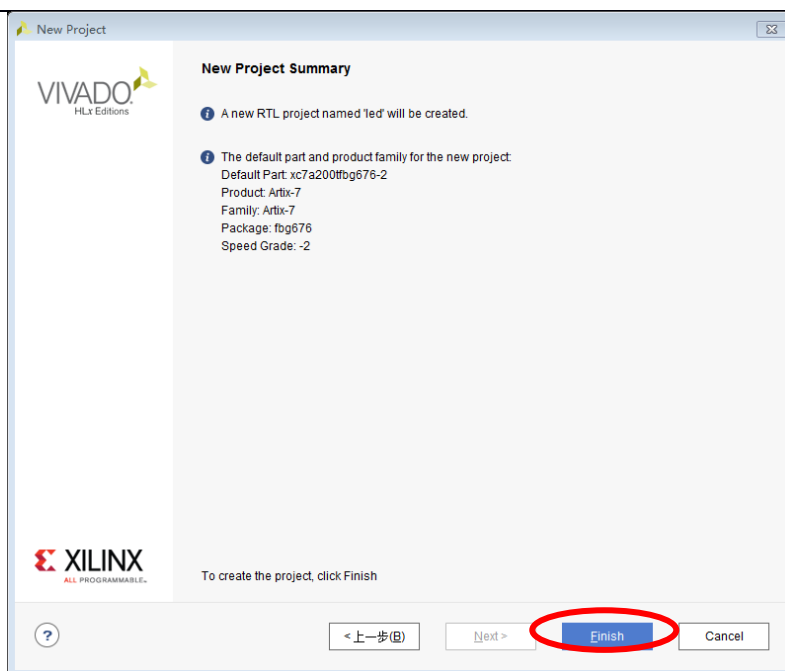 New Project
VIVADO.
HLx Editions
New Project Summary
A new RTL project named 'led' will be created.
The default part and product family for the new project:
Default Part: xc7a200tfbg676-2
Product: Artix-7
Family: Artix-7
Package: fbg676
Speed Grade: -2
XILINX
ALL PROGRAMMABLE.
To create the project, click Finish
?
<上一步(B)
Next >
Finish
Cancel